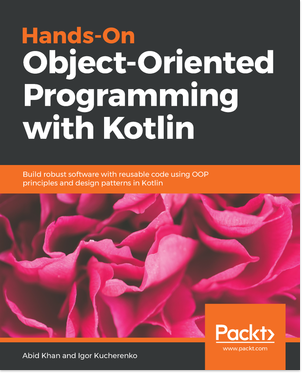 Hands-On
Object-Oriented
Programming
with Kotlin
Build robust software with reusable code using OOP
principles and design patterns in Kotlin
Packt>
www.packt.com
Abid Khan and Igor Kucherenko